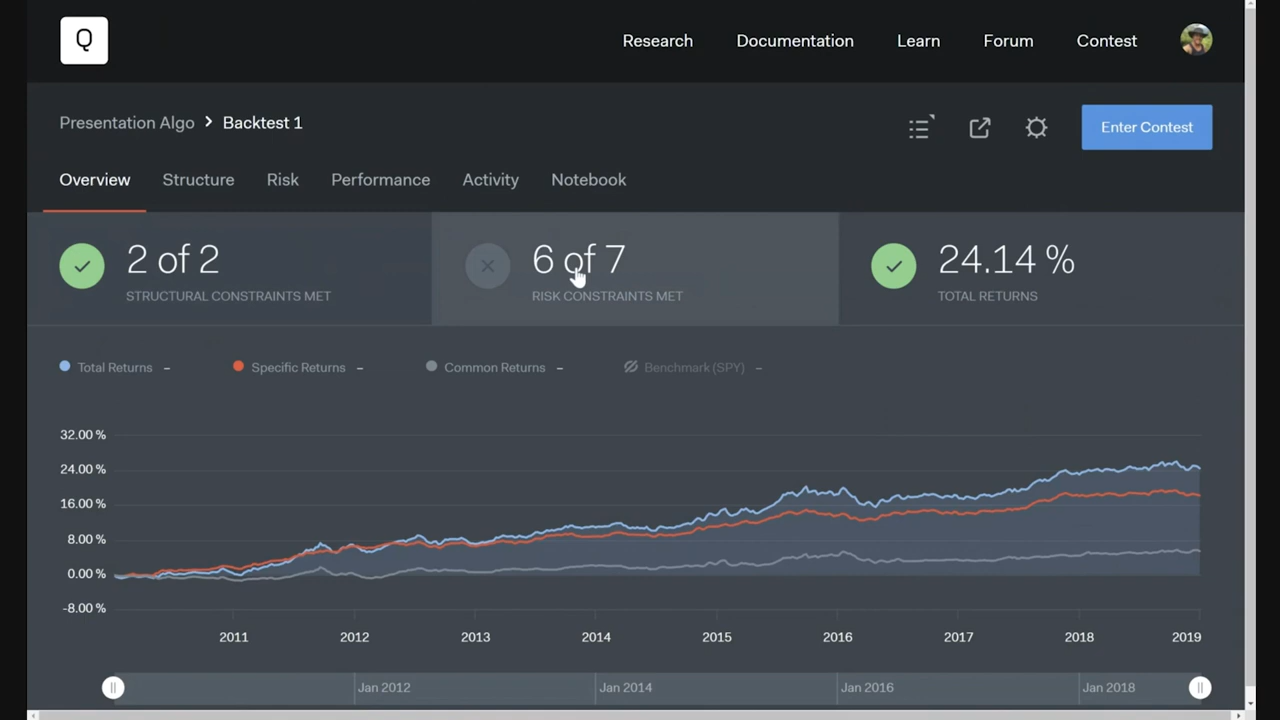 Q
Research Documentation Learn Forum Contest
Presentation Algo > Backtest 1
Enter Contest
Overview Structure Risk Performance Activity Notebook
2 of 2
STRUCTURAL CONSTRAINTS MET
6 of 7
RISK CONSTRAINTS MET
24.14 %
TOTAL RETURNS
Total Returns – Specific Returns – Common Returns – Benchmark (SPY) –
32.00 %
24.00 %
16.00 %
8.00 %
0.00 %
-8.00 %
2011 2012 2013 2014 2015 2016 2017 2018 2019
Jan 2012 Jan 2014 Jan 2016 Jan 2018